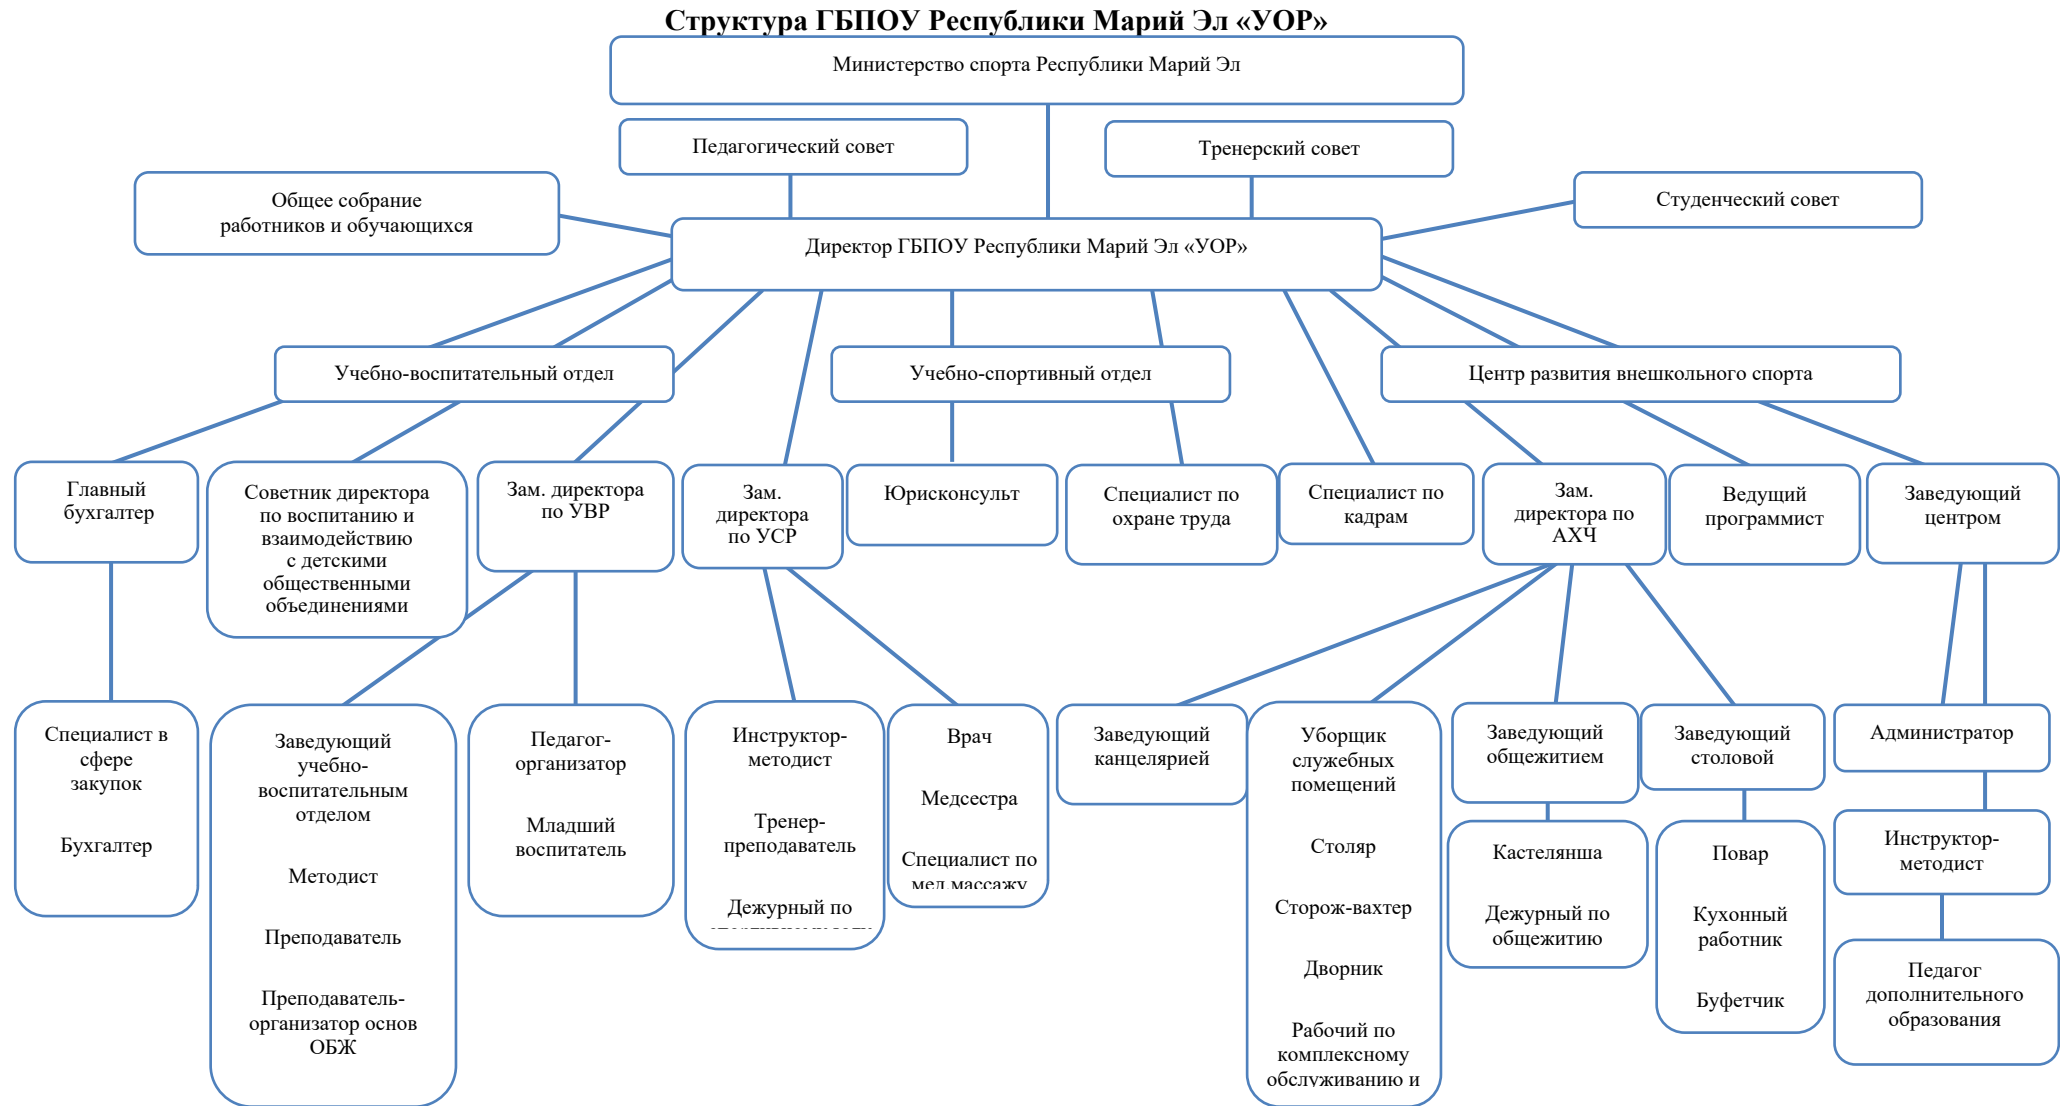 Структура ГБПОУ Республики Марий Эл «УОР»
Министерство спорта Республики Марий Эл
Педагогический совет
Тренерский совет
Общее собрание
работников и обучающихся
Студенческий совет
Директор ГБПОУ Республики Марий Эл «УОР»
Учебно-воспитательный отдел
Учебно-спортивный отдел
Центр развития внешкольного спорта
Главный
бухгалтер
Советник директора
по воспитанию и
взаимодействию
с детскими
общественными
объединениями
Зам. директора
по УВР
Зам.
директора
по УСР
Юрисконсульт
Специалист по
охране труда
Специалист по
кадрам
Зам.
директора по
АХЧ
Ведущий
программист
Заведующий
центром
Специалист в
сфере
закупок
Бухгалтер
Заведующий
учебно-
воспитательным
отделом
Методист
Преподаватель
Преподаватель-
организатор основ
ОБЖ
Педагог-
организатор
Младший
воспитатель
Инструктор-
методист
Тренер-
преподаватель
Дежурный по
Врач
Медсестра
Специалист по
мед.массажу
Заведующий
канцелярией
Уборщик
служебных
помещений
Столяр
Сторож-вахтер
Дворник
Рабочий по
комплексному
обслуживанию и
Заведующий
общежитием
Кастелянша
Дежурный по
общежитию
Заведующий
столовой
Повар
Кухонный
работник
Буфетчик
Администратор
Инструктор-
методист
Педагог
дополнительного
образования